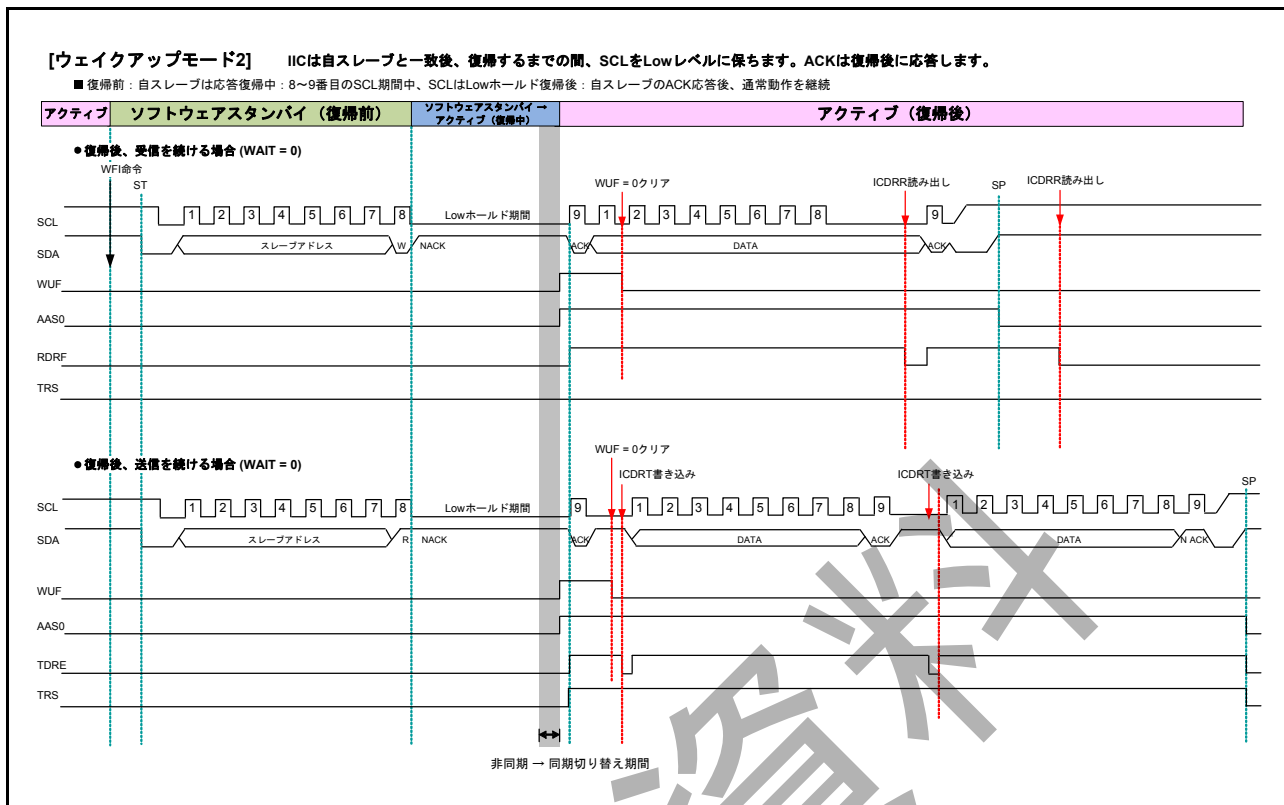 [ウェイクアップモード2] IICは自スレーブと一致後、復帰するまでの間、SCLをLowレベルに保ちます。ACKは復帰後に応答します。
■ 復帰前：自スレーブは応答復帰中：8～9番目のSCL期間中、SCLはLowホールド復帰後：自スレーブのACK応答後、通常動作を継続
アクティブ ソフトウェアスタンバイ（復帰前） ソフトウェアスタンバイ → アクティブ（復帰中） アクティブ（復帰後）
● 復帰後、受信を続ける場合 (WAIT = 0)
WFI命令
ST
WUF = 0クリア
ICDRR読み出し
SP
ICDRR読み出し
SCL 1 2 3 4 5 6 7 8 Lowホールド期間 9 1 2 3 4 5 6 7 8 9
SDA スレーブアドレス W NACK ACK DATA ACK
WUF
AAS0
RDRF
TRS
● 復帰後、送信を続ける場合 (WAIT = 0)
WUF = 0クリア
ICDRT書き込み
ICDRT書き込み
SP
SCL 1 2 3 4 5 6 7 8 Lowホールド期間 9 1 2 3 4 5 6 7 8 9 1 2 3 4 5 6 7 8 9
SDA スレーブアドレス R NACK ACK DATA ACK DATA N ACK
WUF
AAS0
TDRE
TRS
非同期 → 同期切り替え期間
資料